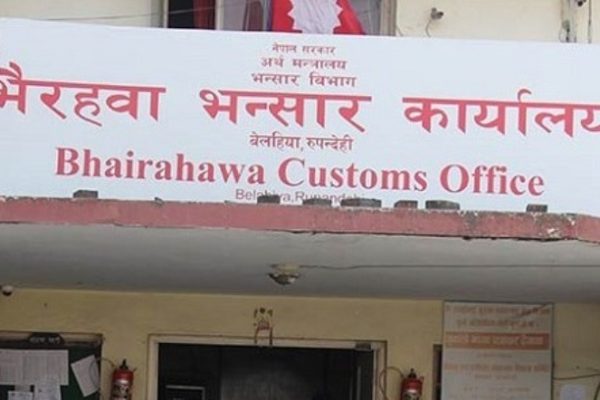 नेपाल सरकार
अर्थ मन्त्रालय
भन्सार विभाग
भैरहवा भन्सार कार्यालय
बेलहिया, रुपन्देही
Bhairahawa Customs Office
Belahiya, Rupandehi